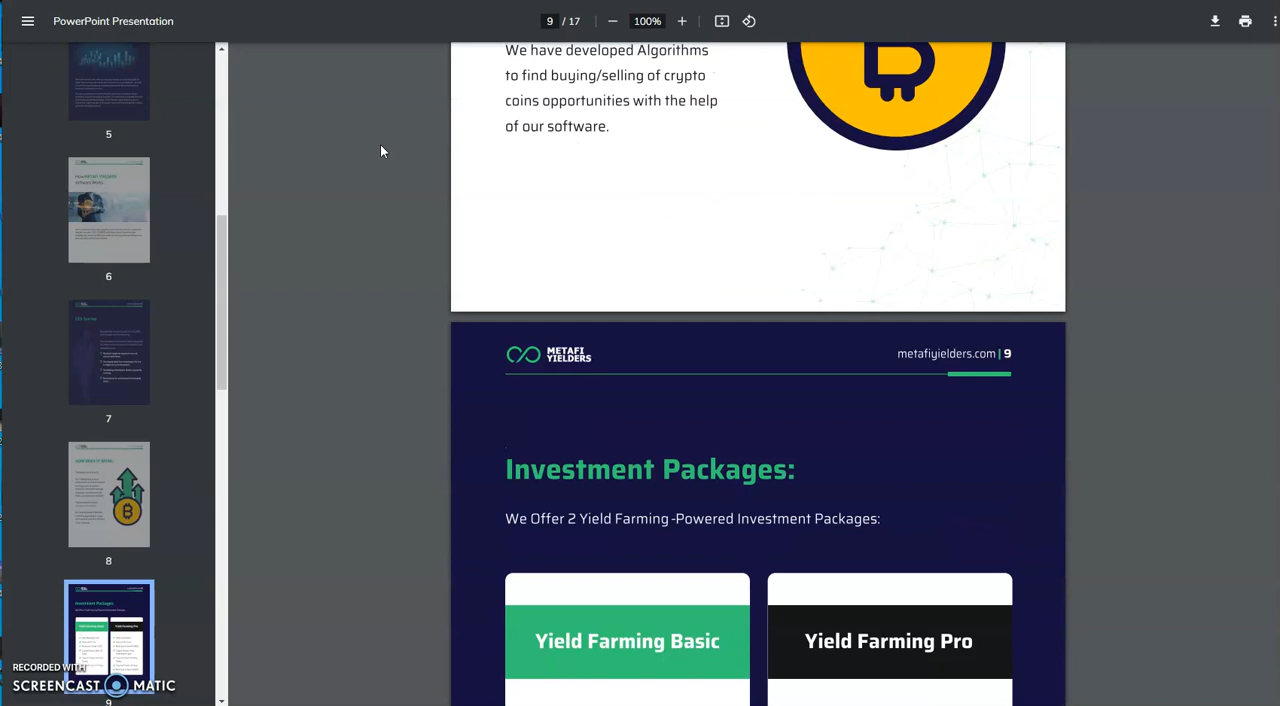 PowerPoint Presentation
9 / 17
100%
We have developed Algorithms
to find buying/selling of crypto
coins opportunities with the help
of our software.
5
6
7
8
9
METAFI
YIELDERS
metafiyielders.com | 9
Investment Packages:
We Offer 2 Yield Farming -Powered Investment Packages:
Yield Farming Basic
Yield Farming Pro
RECORDED WITH
SCREENCAST MATIC